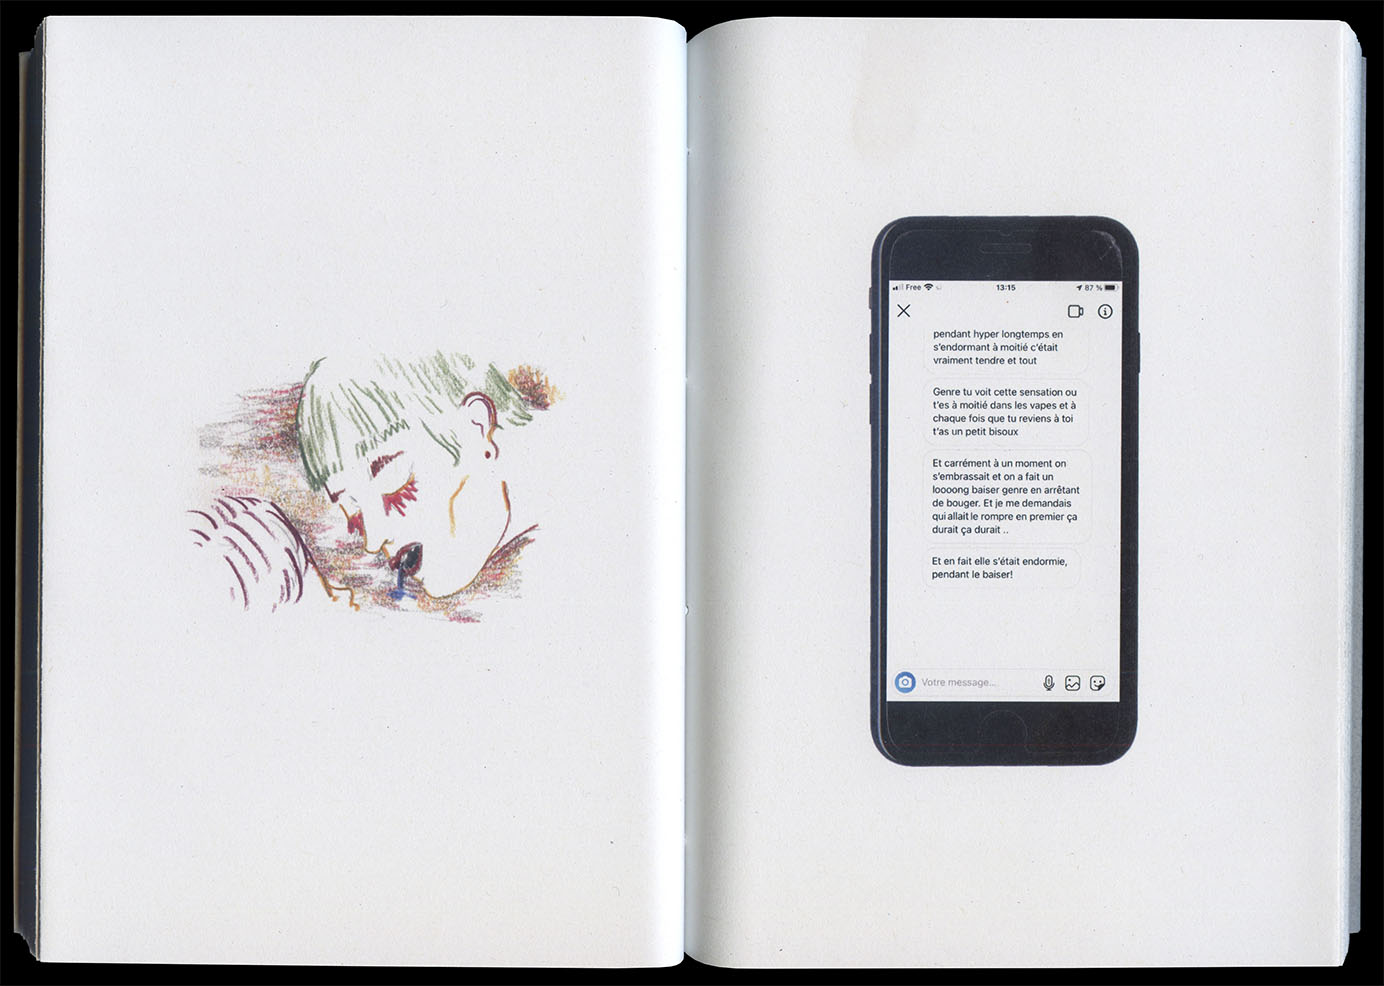 Free 13:15 87 %
pendant hyper longtemps en
s'endormant à moitié c'était
vraiment tendre et tout
Genre tu voit cette sensation ou
t'es à moitié dans les vapes et à
chaque fois que tu reviens à toi
t'as un petit bisoux
Et carrément à un moment on
s'embrassait et on a fait un
loooong baiser genre en arrêtant
de bouger. Et je me demandais
qui allait le rompre en premier ça
durait ça durait ..
Et en fait elle s'était endormie,
pendant le baiser!
Votre message...